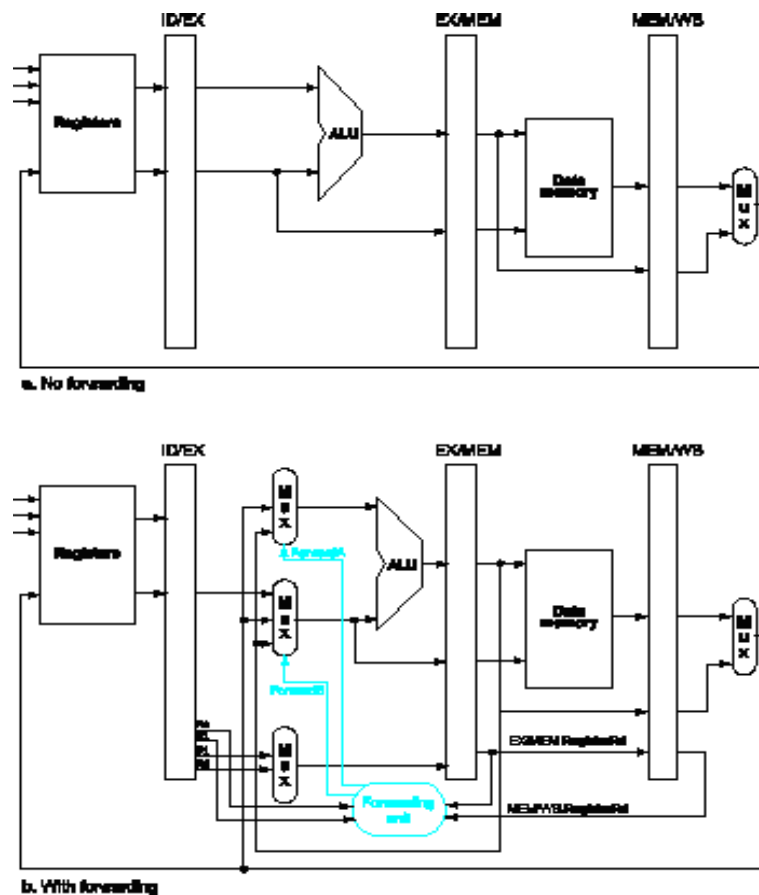 ID/EX
EX/MEM
MEM/WB
Registers
ALU
Data
memory
M
u
x
a. No forwarding
ID/EX
EX/MEM
MEM/WB
Registers
M
u
x
ForwardA
ALU
M
u
x
Data
memory
M
u
x
ForwardB
Rs
Rt
Rt
Rd
M
u
x
EX/MEM.RegisterRd
Forwarding
unit
MEM/WB.RegisterRd
b. With forwarding